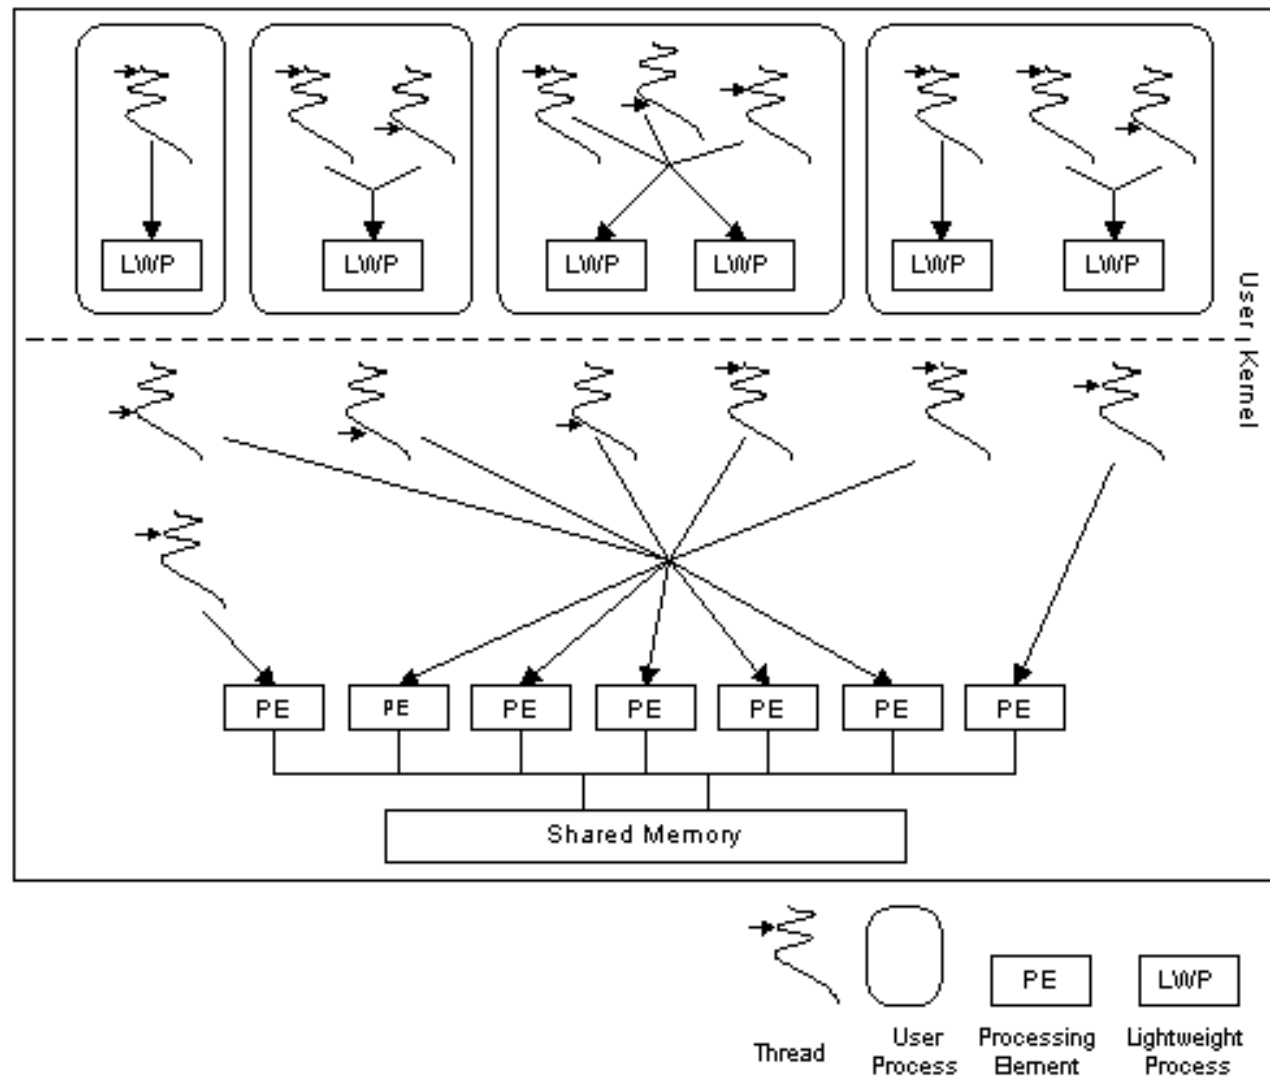 LWP
LWP
LWP
LWP
LWP
LWP
User
Kernel
PE
PE
PE
PE
PE
PE
PE
Shared Memory
PE
LWP
Thread
User
Process
Processing
Element
Lightweight
Process